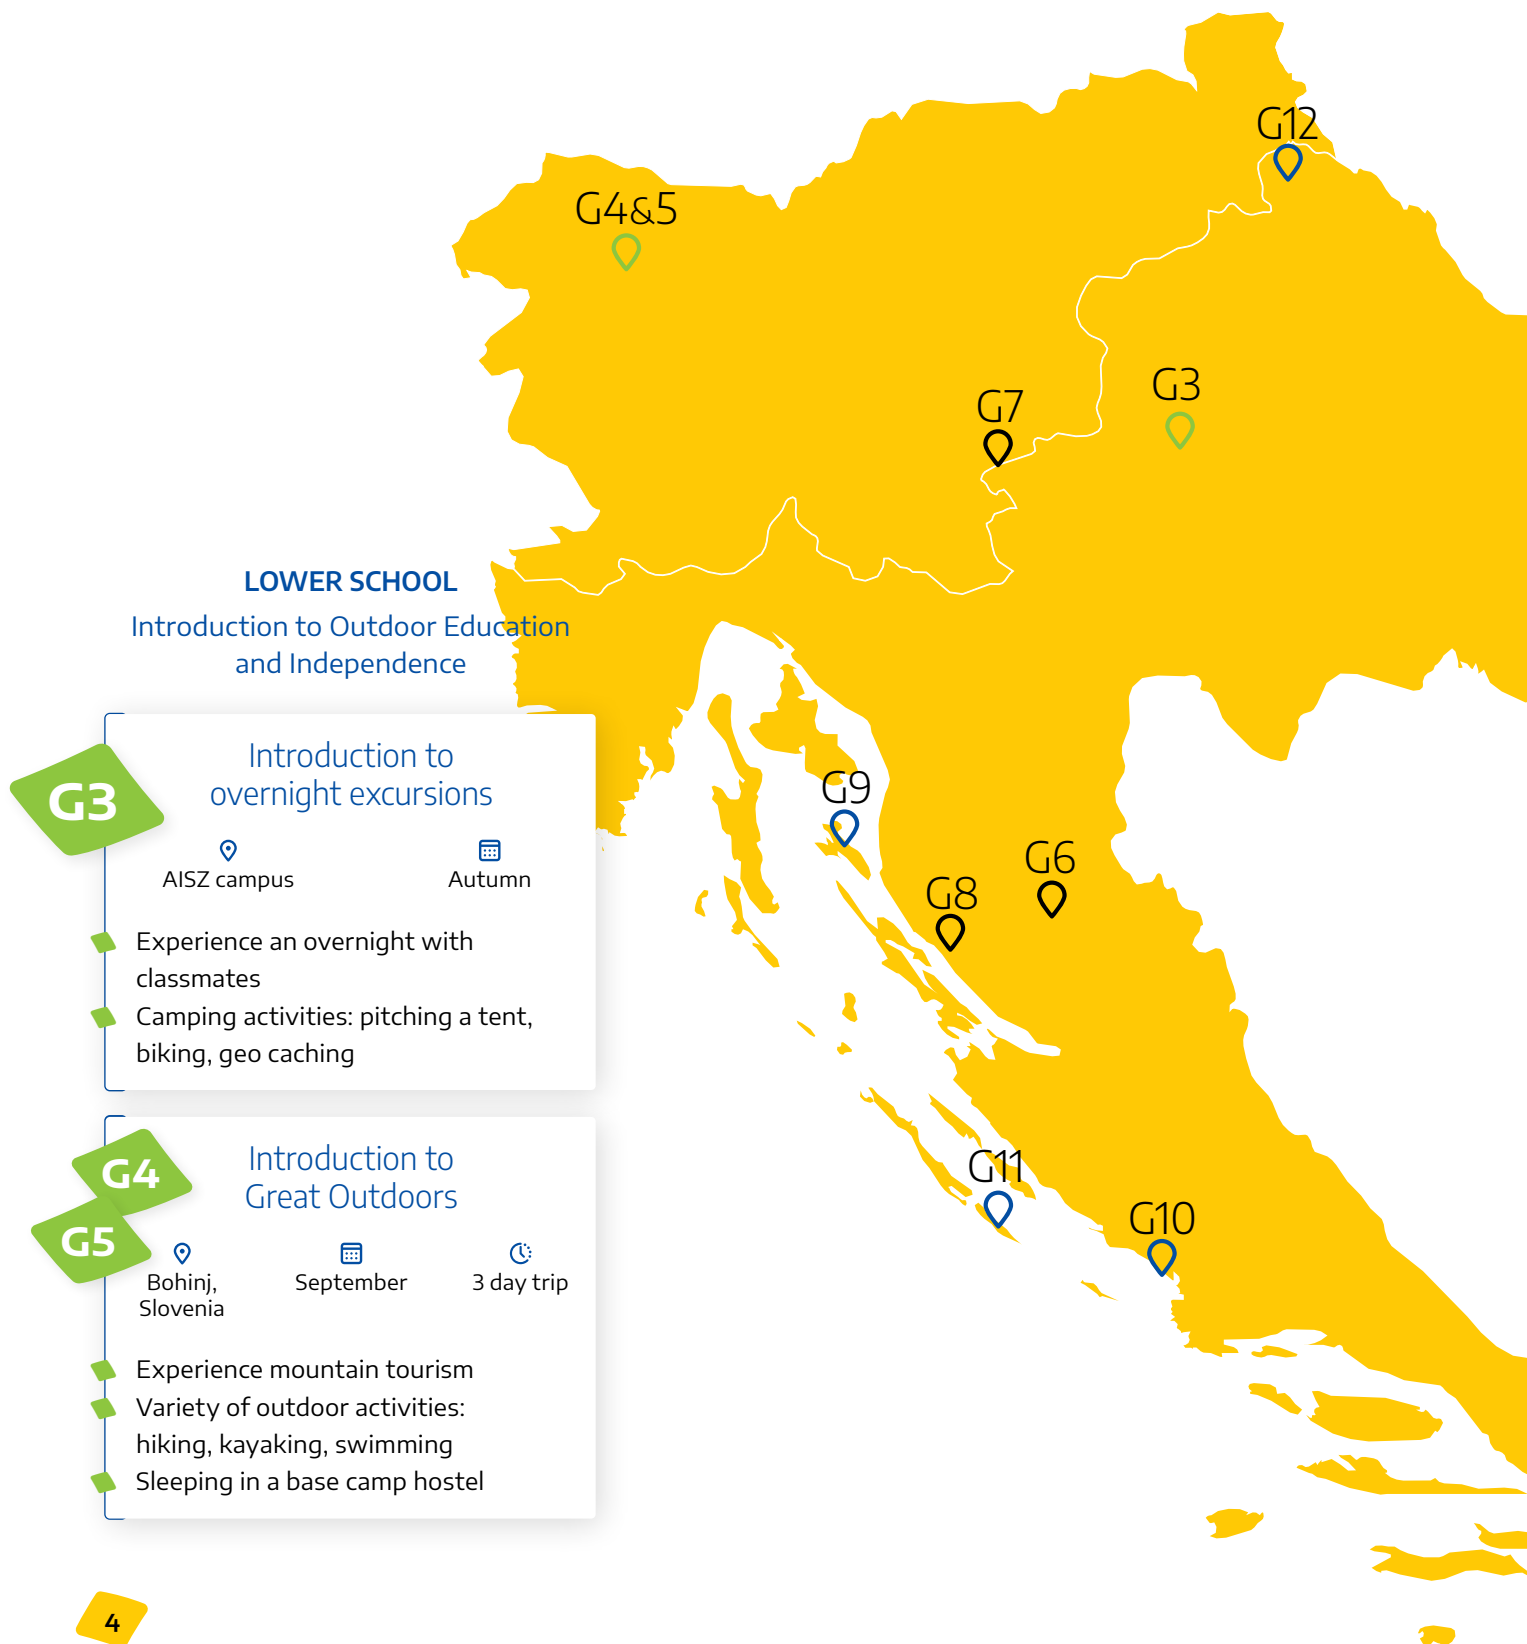 G12
G4&5
G3
G7
LOWER SCHOOL
Introduction to Outdoor Education
and Independence
G3
Introduction to
overnight excursions
AISZ campus
Autumn
Experience an overnight with
classmates
Camping activities: pitching a tent,
biking, geo caching
G9
G6
G8
G11
G10
G4
G5
Introduction to
Great Outdoors
Bohinj,
Slovenia
September
3 day trip
Experience mountain tourism
Variety of outdoor activities:
hiking, kayaking, swimming
Sleeping in a base camp hostel
4